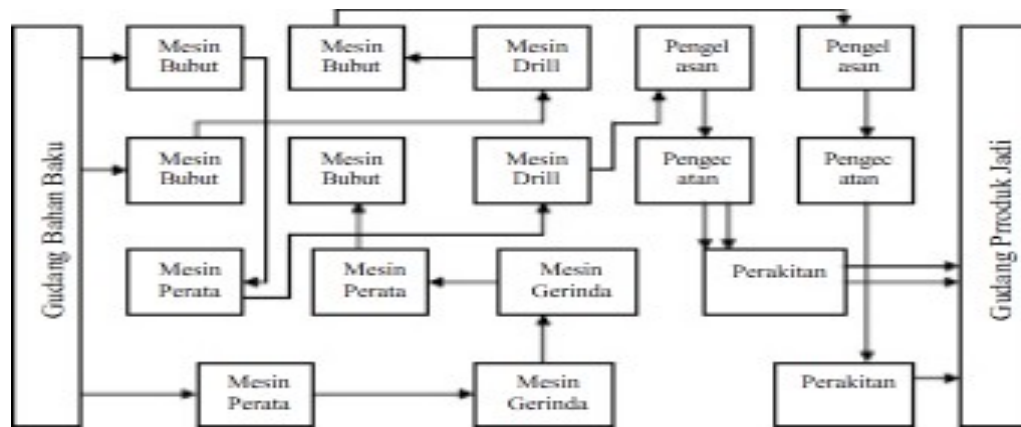 Gudang Bahan Baku
Mesin
Bubut
Mesin
Bubut
Mesin
Drill
Pengel
asan
Pengel
asan
Mesin
Bubut
Mesin
Bubut
Mesin
Drill
Pengec
atan
Pengec
atan
Mesin
Perata
Mesin
Perata
Mesin
Gerinda
Perakitan
Mesin
Perata
Mesin
Gerinda
Perakitan
Gudang Prroduk Jadi